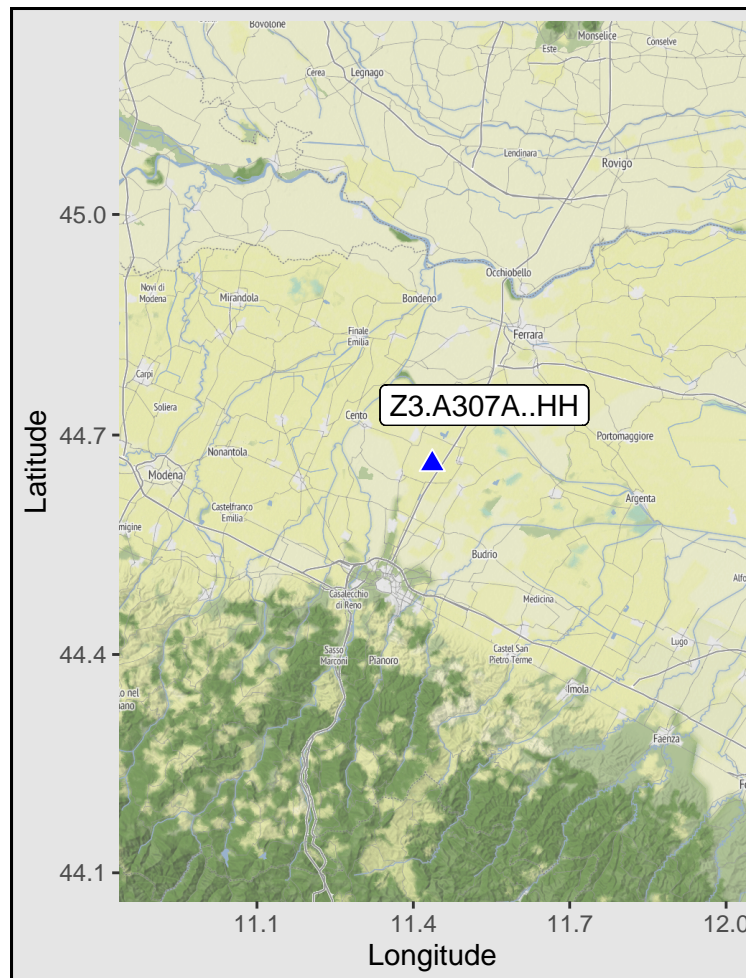 Bovolone
Monselice
Este
Conselve
Cerea
Legnago
Lendinara
Rovigo
45.0
Occhiobello
Novi di
Modena
Mirandola
Bondeno
Finale
Emilia
Ferrara
Carpi
Z3.A307A..HH
Soliera
Cento
44.7
Portomaggiore
Nonantola
Modena
Latitude
Argenta
Castelfranco
Emilia
Budrio
Casalecchio
di Reno
Medicina
Sasso
Marconi
Pianoro
Castel San
Pietro Terme
Lugo
44.4
Imola
Faenza
44.1
11.1
11.4
11.7
12.0
Longitude